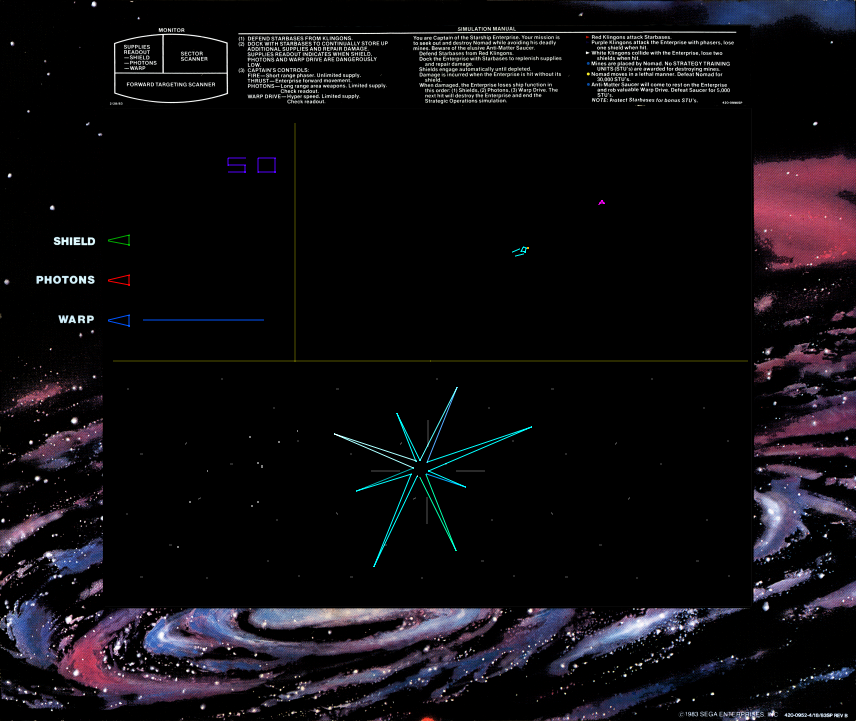 MONITOR
SUPPLIES
READOUT
—SHIELD
—PHOTONS
—WARP
SECTOR
SCANNER
FORWARD TARGETING SCANNER
SIMULATION MANUAL
(1) DEFEND STARBASES FROM KLINGONS.
(2) DOCK WITH STARBASES TO CONTINUALLY STORE UP
ADDITIONAL SUPPLIES AND REPAIR DAMAGE.
SUPPLIES READOUT INDICATES WHEN SHIELD,
PHOTONS AND WARP DRIVE ARE DANGEROUSLY
LOW.
(3) CAPTAIN'S CONTROLS:
FIRE—Short range phaser. Unlimited supply.
THRUST—Enterprise forward movement.
PHOTONS—Long range area weapons. Limited supply.
Check readout.
WARP DRIVE—Hyper speed. Limited supply.
Check readout.
You are Captain of the Starship Enterprise. Your mission is
to seek out and destroy Nomad while avoiding his deadly
mines. Beware of the elusive Anti-Matter Saucer.
Defend Starbases from Red Klingons.
Dock the Enterprise with Starbases to replenish supplies
and repair damage.
Shields engage automatically until depleted.
Damage is incurred when the Enterprise is hit without its
shield.
When damaged, the Enterprise loses ship function in
this order: (1) Shields, (2) Photons, (3) Warp Drive. The
next hit will destroy the Enterprise and end the
Strategic Operations simulation.
Red Klingons attack Starbases.
Purple Klingons attack the Enterprise with phasers, lose
one shield when hit.
White Klingons collide with the Enterprise, lose two
shields when hit.
Mines are placed by Nomad. No STRATEGY TRAINING
UNITS (STU's) are awarded for destroying mines.
Nomad moves in a lethal manner. Defeat Nomad for
30,000 STU's.
Anti Matter Saucer will come to rest on the Enterprise
and rob valuable Warp Drive. Defeat Saucer for 5,000
STU's.
NOTE: Protect Starbases for bonus STU's.
50
SHIELD
PHOTONS
WARP
©1983 SEGA ENTERPRISES, INC. 420-0952-4/18/83SP REV B